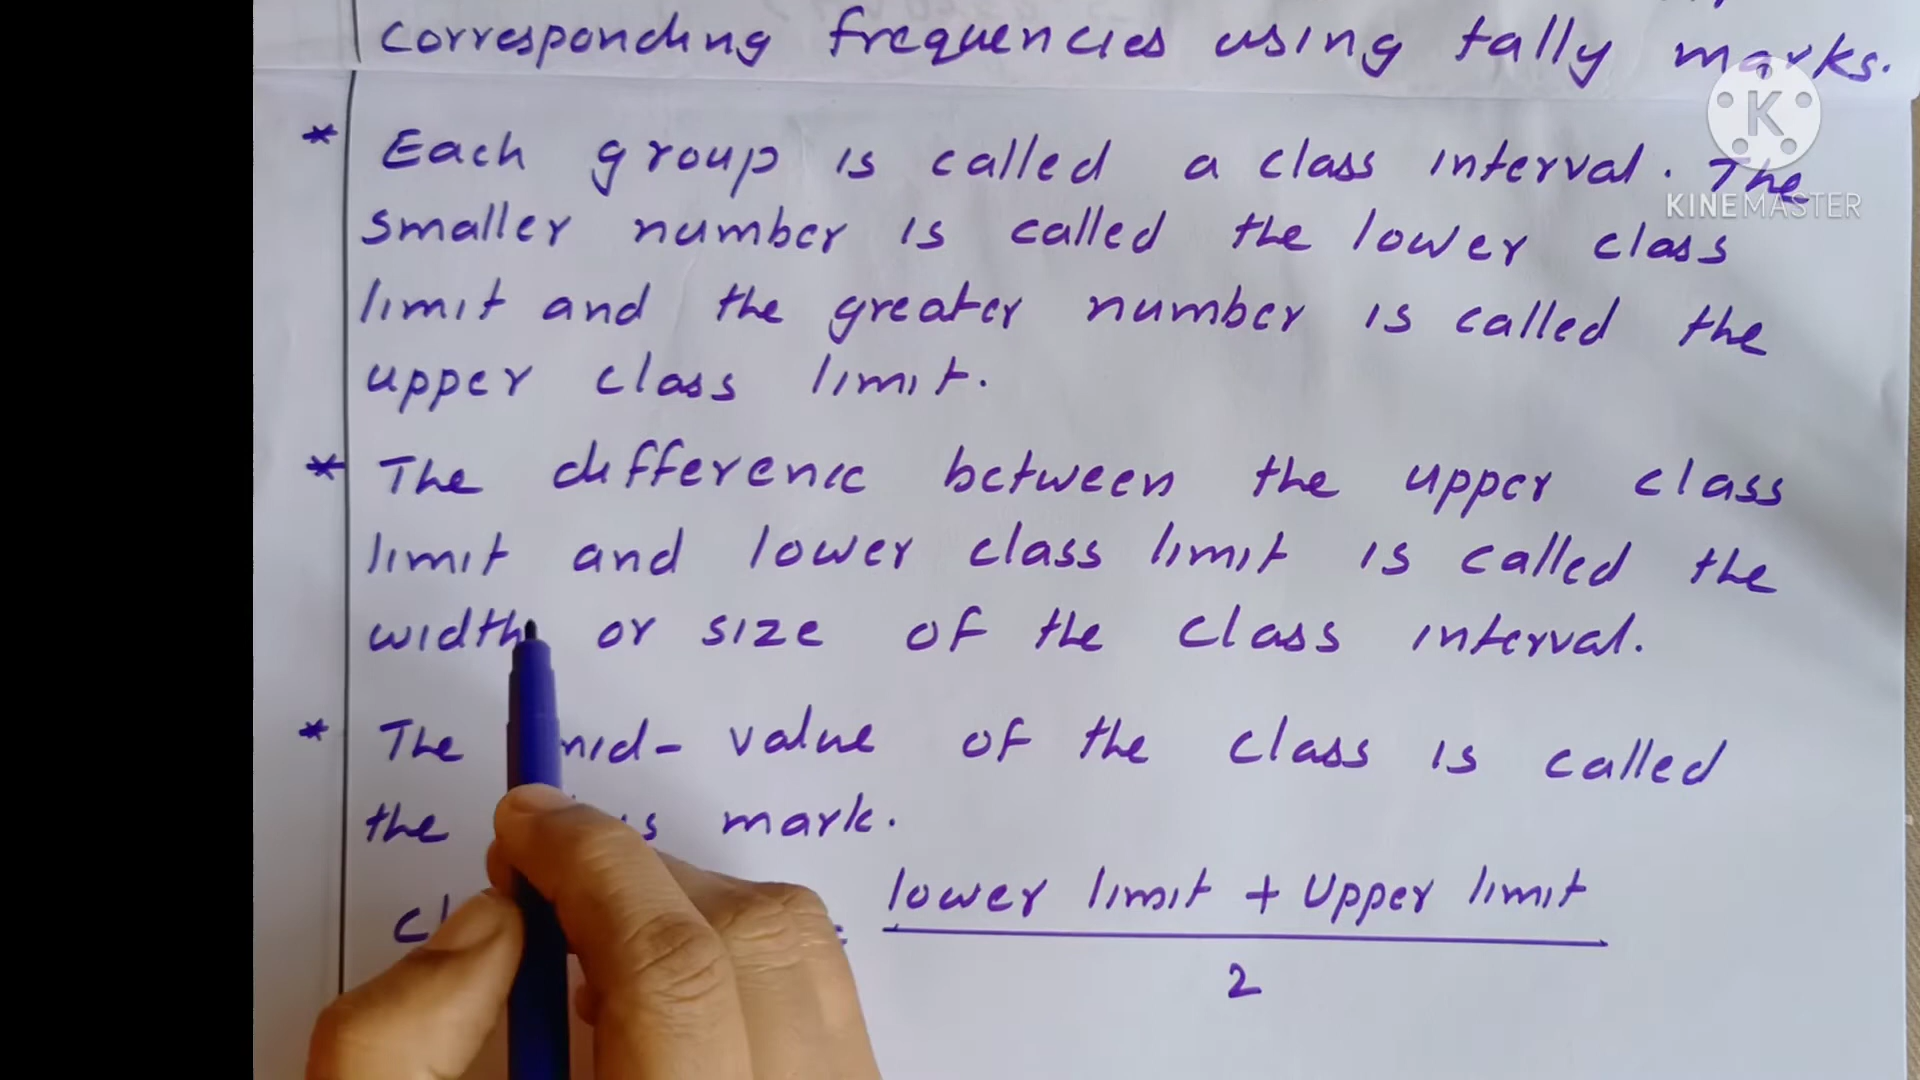 corresponding frequencies using tally marks.
* Each group is called a class interval. The
smaller number is called the lower class
limit and the greater number is called the
upper class limit.
* The difference between the upper class
limit and lower class limit is called the
width or size of the class interval.
* The mid-value of the class is called
the mark.
lower limit + Upper limit
2
K
KINEMASTER